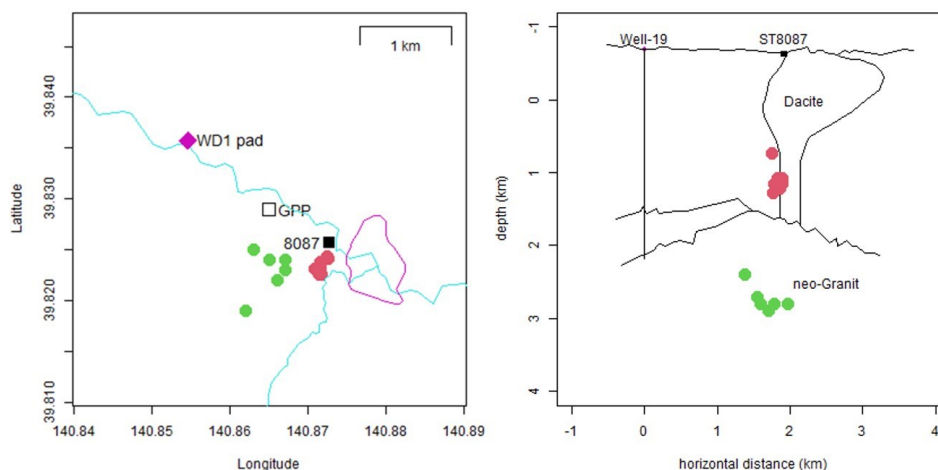 1 km
39.840
WD1 pad
39.830
GPP
8087
39.820
39.810
Latitude
140.84 140.85 140.86 140.87 140.88 140.89
Longitude
-1
Well-19
ST8087
0
Dacite
1
2
neo-Granit
3
4
depth (km)
-1 0 1 2 3 4
horizontal distance (km)